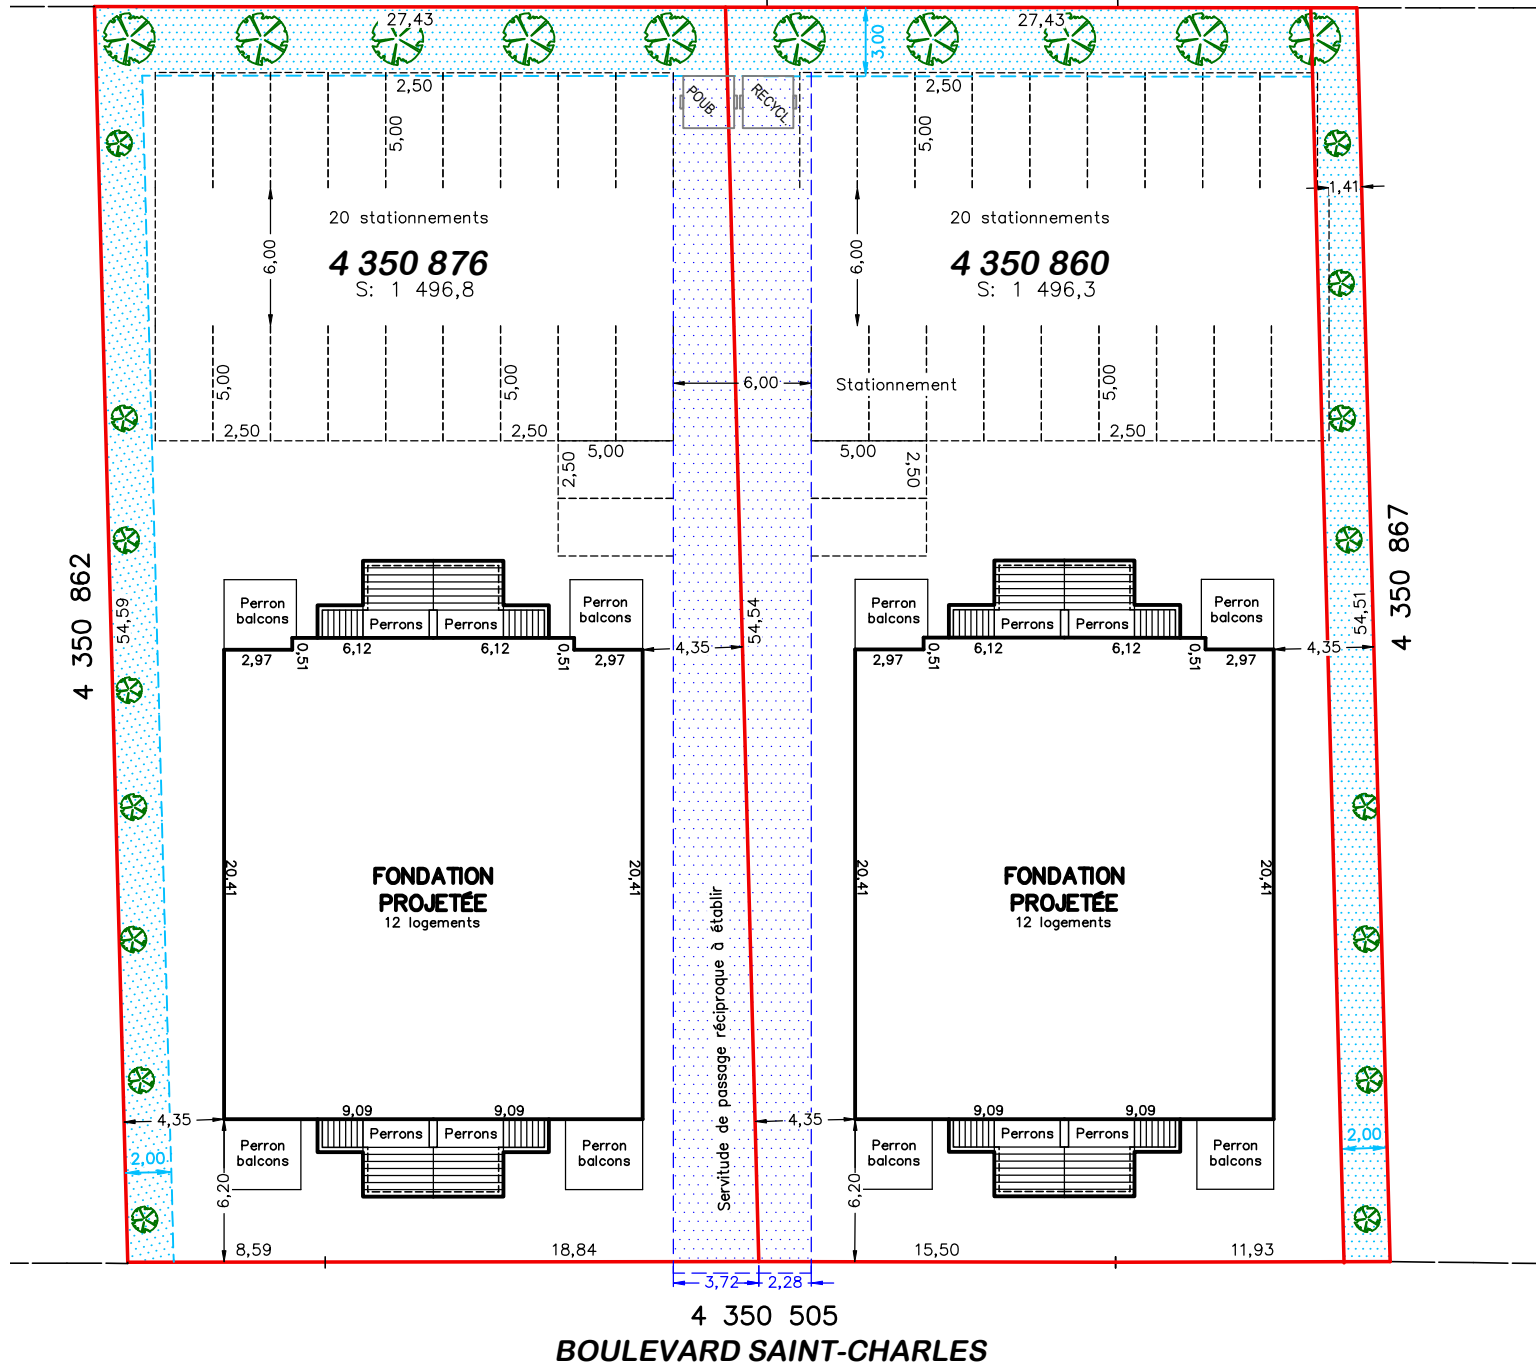 27,43
27,43
3,00
2,50
2,50
POUB.
RECYCL.
5,00
5,00
1,41
20 stationnements
20 stationnements
4 350 876
4 350 860
S: 1 496,8
S: 1 496,3
6,00
6,00
5,00
5,00
6,00
Stationnement
5,00
2,50
2,50
2,50
5,00
5,00
2,50
2,50
4 350 862
54,59
Perron
balcons
Perrons
Perrons
Perron
balcons
2,97
0,51
6,12
6,12
0,51
2,97
4,35
54,54
Perron
balcons
Perrons
Perrons
Perron
balcons
2,97
0,51
6,12
6,12
0,51
2,97
4,35
54,51
4 350 867
20,41
FONDATION
PROJETÉE
12 logements
20,41
20,41
FONDATION
PROJETÉE
12 logements
20,41
Servitude de passage réciproque à établir
4,35
9,09
9,09
4,35
9,09
9,09
Perron
balcons
Perrons
Perrons
Perron
balcons
Perron
balcons
Perrons
Perrons
Perron
balcons
2,00
2,00
6,20
6,20
8,59
18,84
15,50
11,93
3,72
2,28
4 350 505
BOULEVARD SAINT-CHARLES